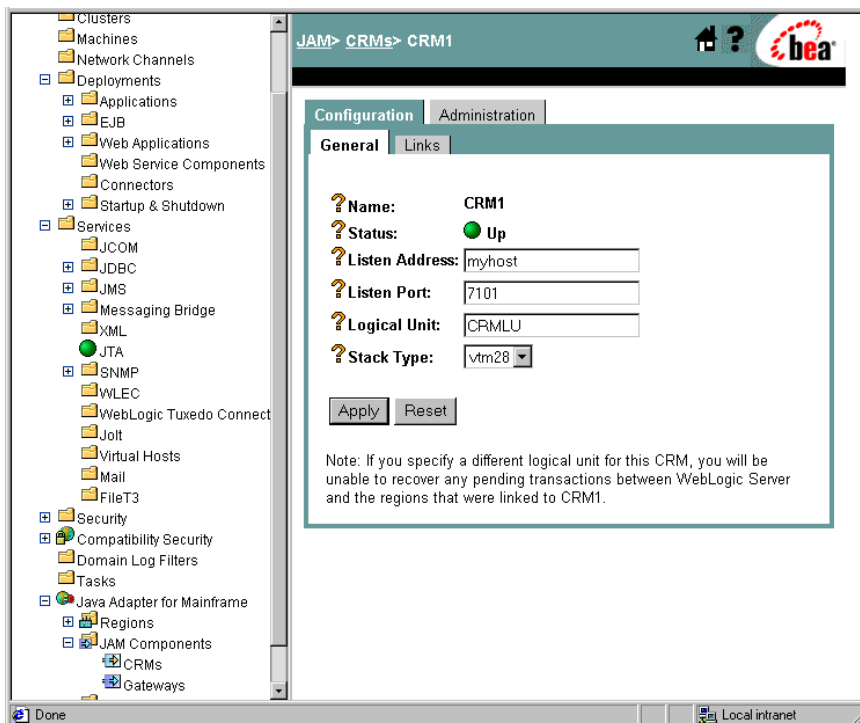 Clusters
Machines
Network Channels
Deployments
Applications
EJB
Web Applications
Web Service Components
Connectors
Startup & Shutdown
Services
JCOM
JDBC
JMS
Messaging Bridge
XML
JTA
SNMP
WLEC
WebLogic Tuxedo Connect
Jolt
Virtual Hosts
Mail
FileT3
Security
Compatibility Security
Domain Log Filters
Tasks
Java Adapter for Mainframe
Regions
JAM Components
CRMs
Gateways
JAM> CRMs> CRM1
? bea
Configuration Administration
General Links
? Name: CRM1
? Status: Up
? Listen Address: myhost
? Listen Port: 7101
? Logical Unit: CRMLU
? Stack Type: vtm28
Apply Reset
Note: If you specify a different logical unit for this CRM, you will be
unable to recover any pending transactions between WebLogic Server
and the regions that were linked to CRM1.
Done Local intranet